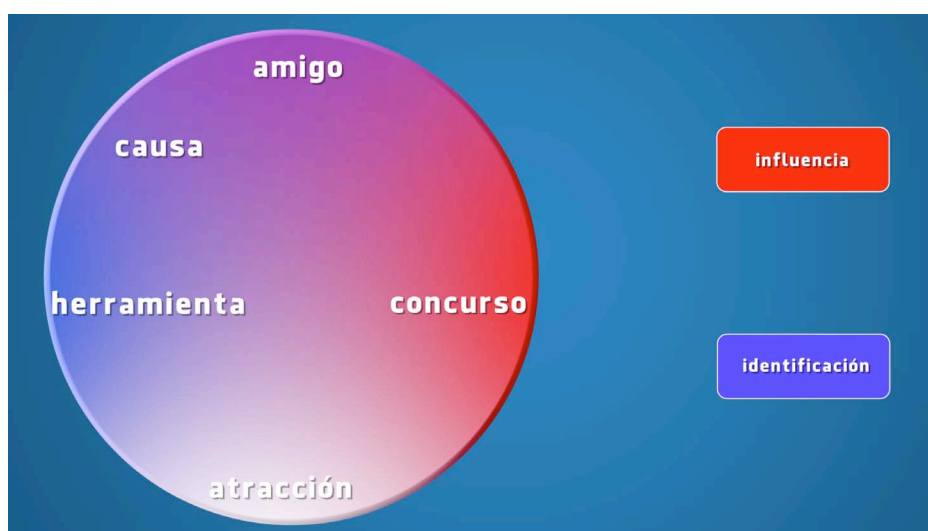 amigo
causa
herramienta
concurso
atracción
influencia
identificación